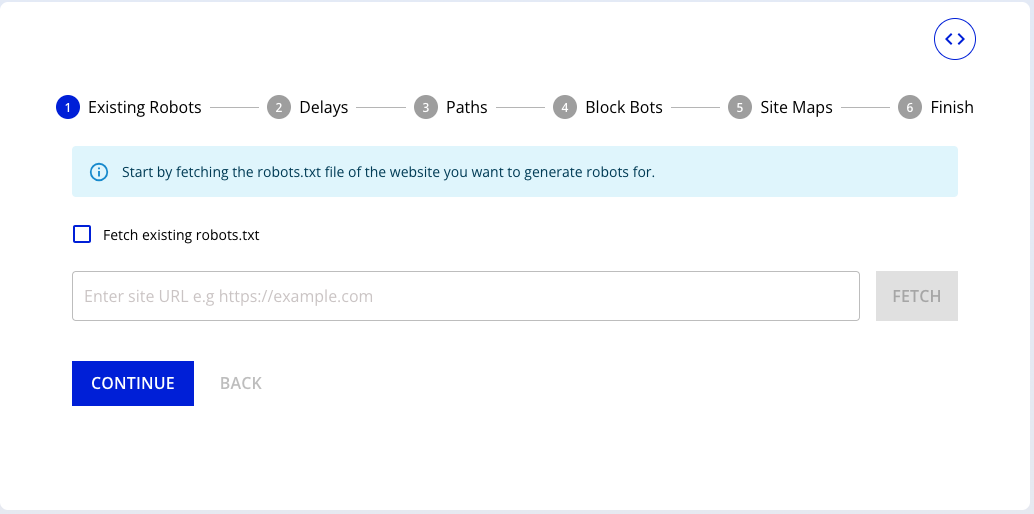 1 Existing Robots 2 Delays 3 Paths 4 Block Bots 5 Site Maps 6 Finish
Start by fetching the robots.txt file of the website you want to generate robots for.
Fetch existing robots.txt
Enter site URL e.g https://example.com FETCH
CONTINUE BACK